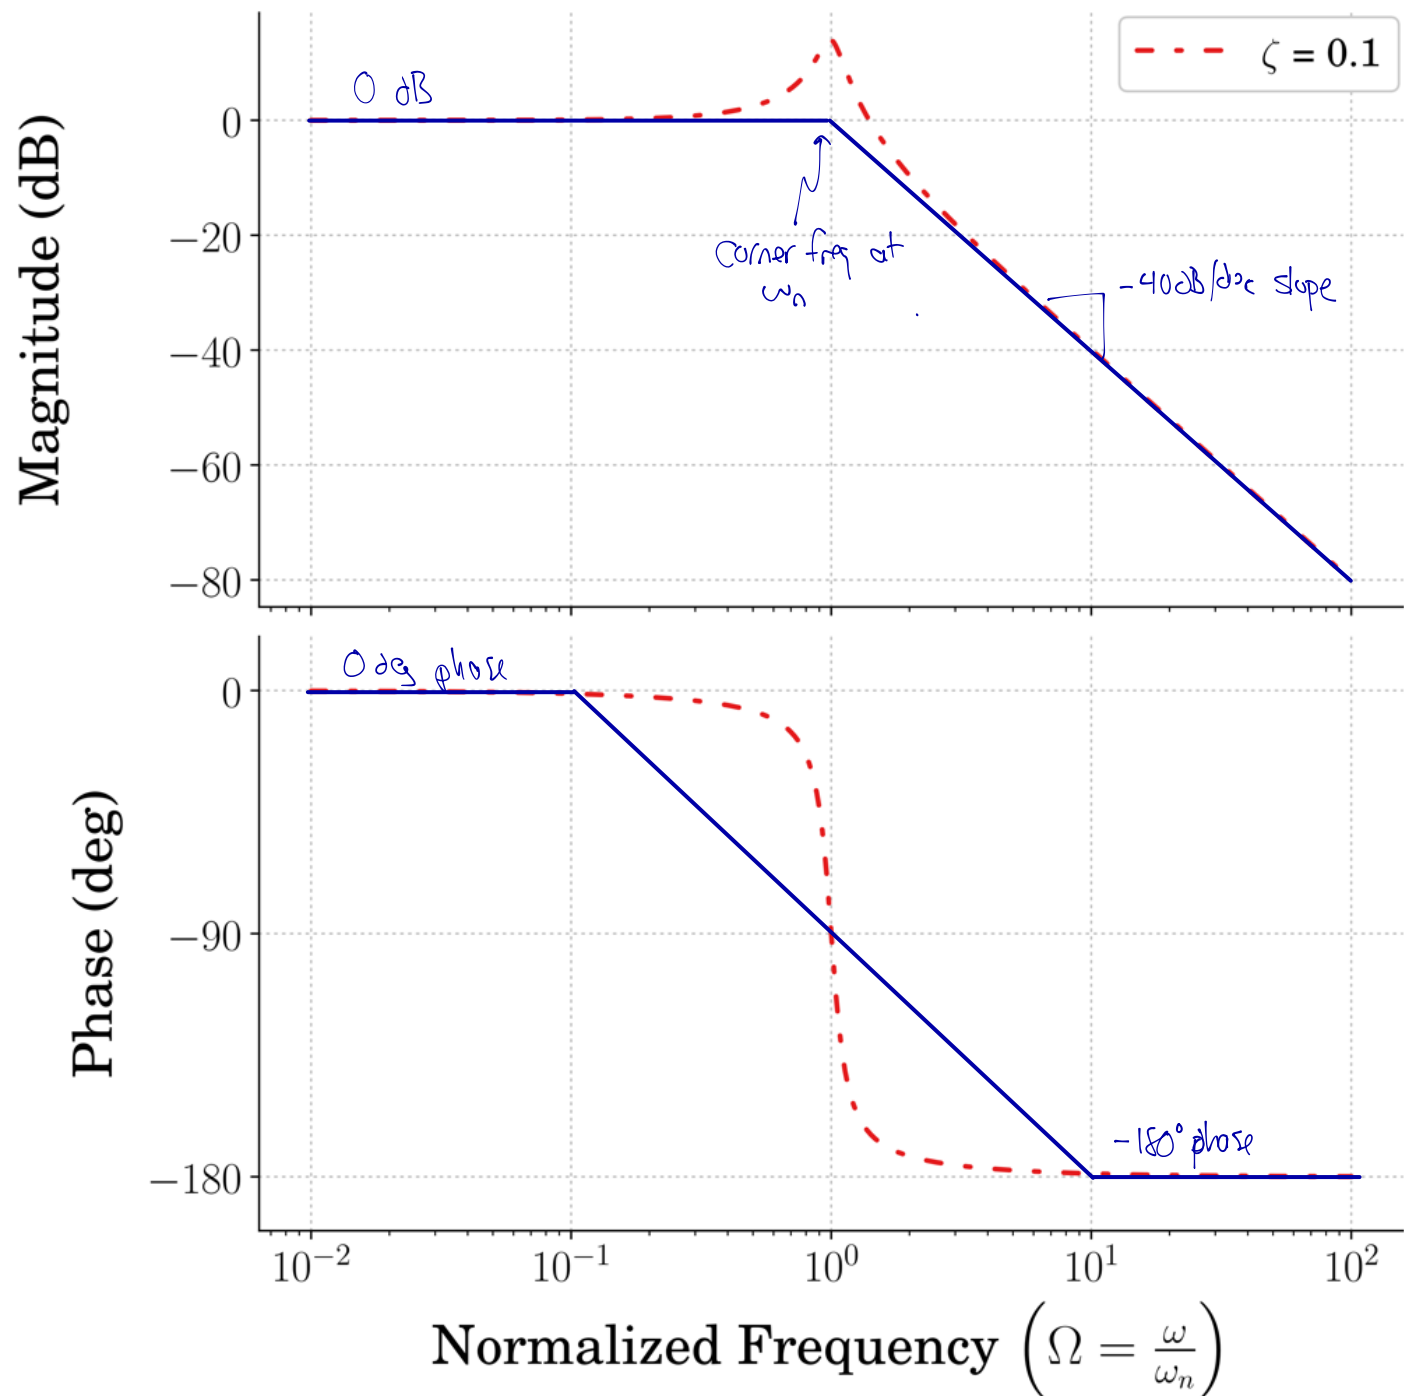 ζ = 0.1
0 dB
Corner freq at
ωn
-40dB/dec slope
0
−20
−40
−60
−80
Magnitude (dB)
0 deg phase
-180° phase
0
−90
−180
Phase (deg)
10⁻² 10⁻¹ 10⁰ 10¹ 10²
Normalized Frequency (Ω = ω/ωₙ)